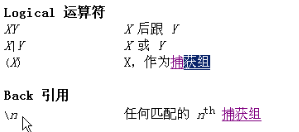 Logical 运算符
XY X 后跟 Y
X|Y X 或 Y
(X) X，作为捕获组
Back 引用
\n 任何匹配的 nth 捕获组